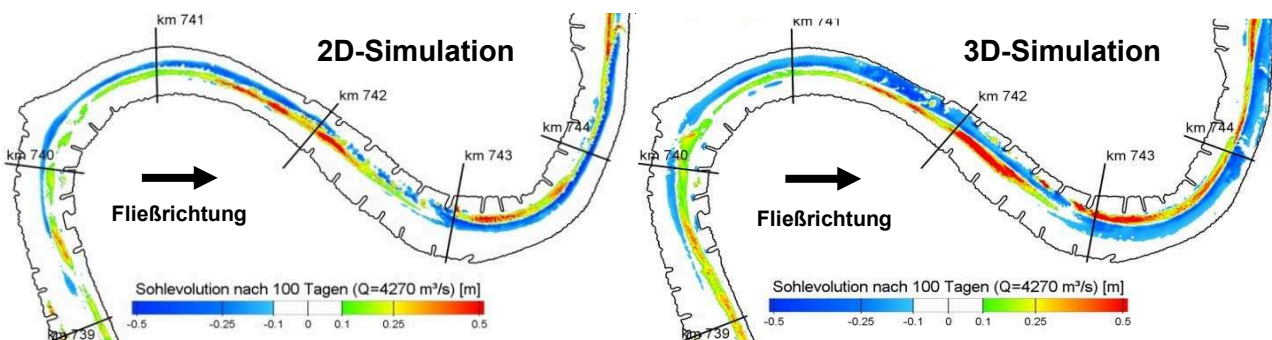 km 741
2D-Simulation
km 742
km 744
km 740
km 743
Fließrichtung
Sohlevolution nach 100 Tagen (Q=4270 m³/s) [m]
-0.5 -0.25 -0.1 0 0.1 0.25 0.5
km 739
km 741
3D-Simulation
km 742
km 744
km 740
km 743
Fließrichtung
Sohlevolution nach 100 Tagen (Q=4270 m³/s) [m]
-0.5 -0.25 -0.1 0 0.1 0.25 0.5
km 739